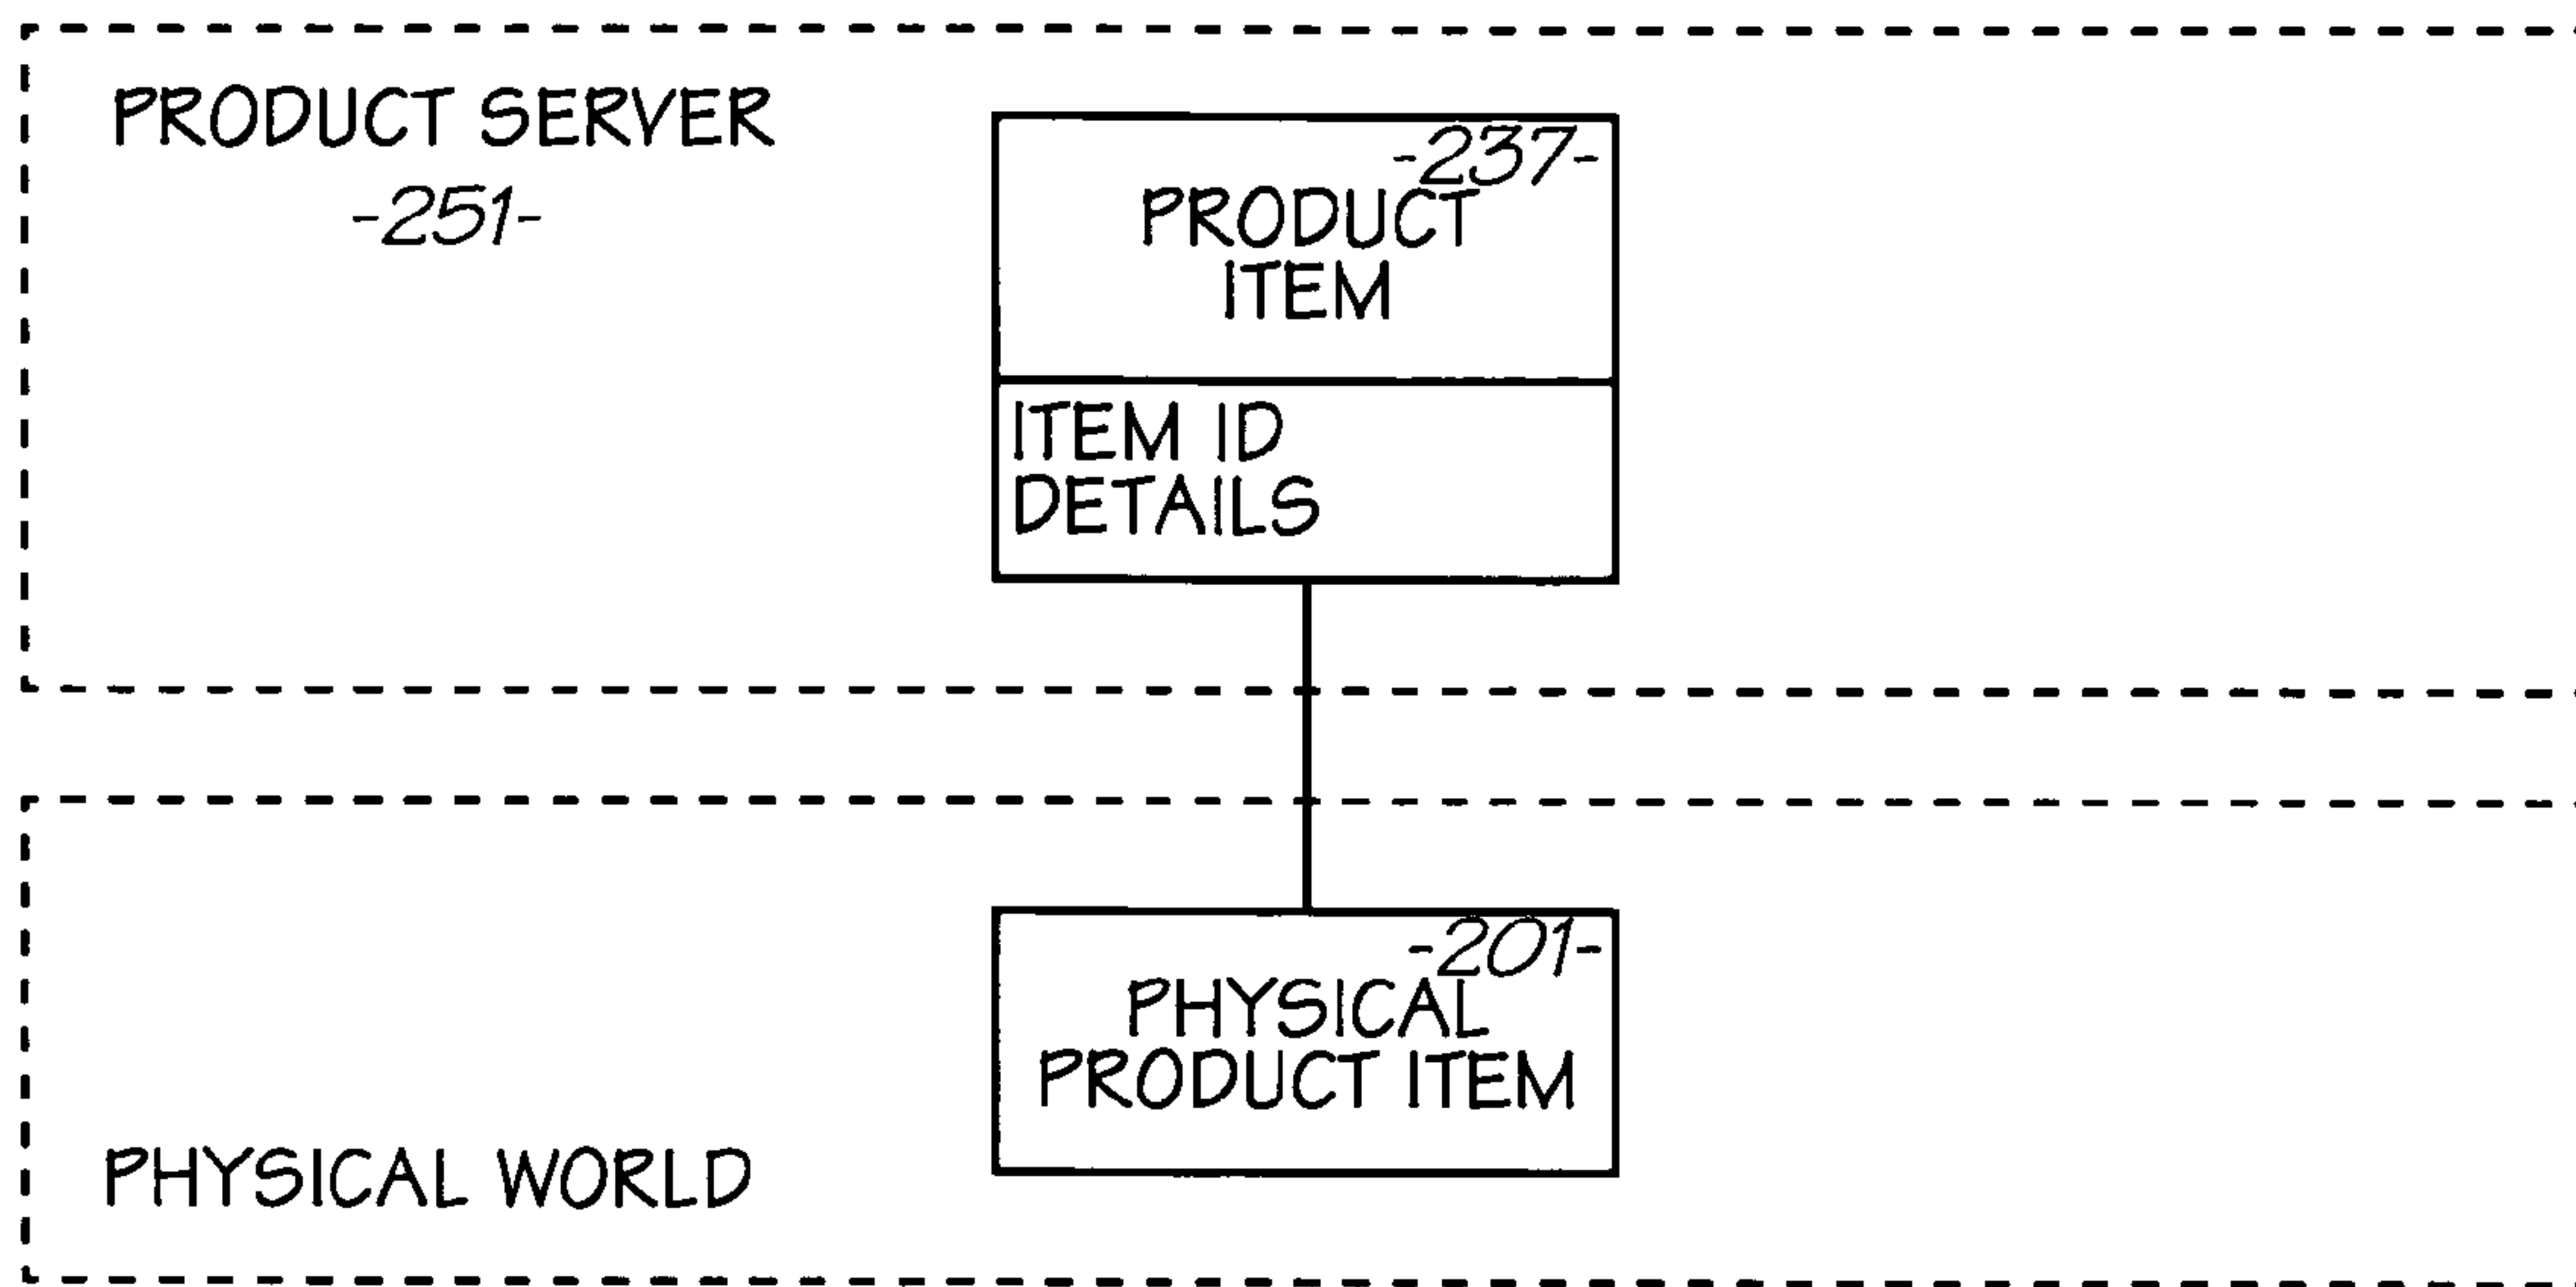 PRODUCT SERVER
-251-
-237-
PRODUCT
ITEM
ITEM ID
DETAILS
-201-
PHYSICAL
PRODUCT ITEM
PHYSICAL WORLD